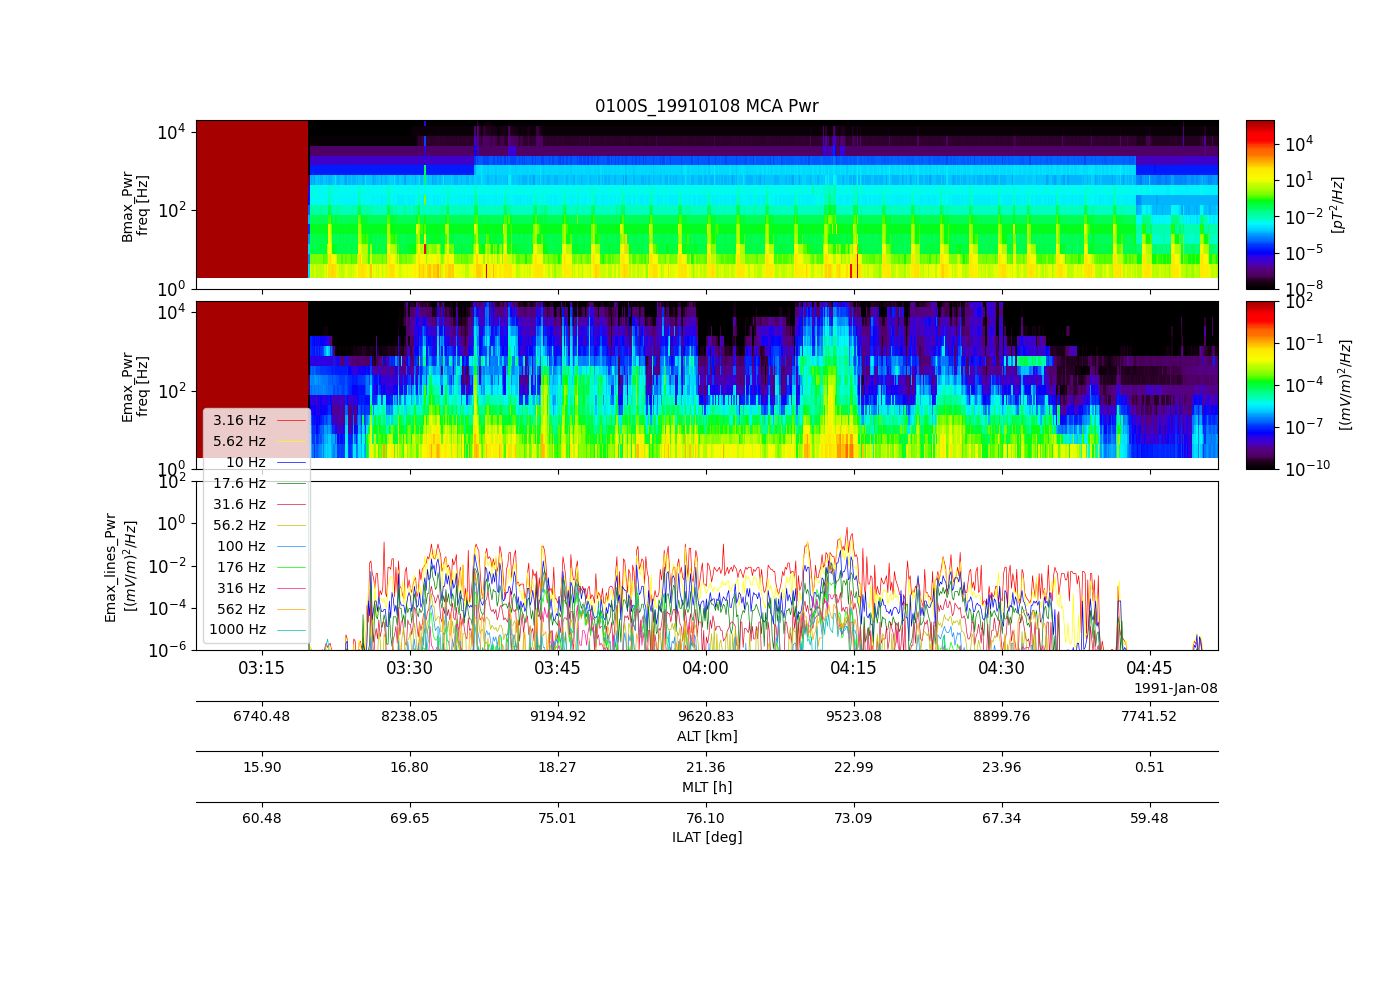 0100S_19910108 MCA Pwr
Bmax_Pwr
freq [Hz]
10^4
10^2
10^0
10^4
10^1
10^-2
10^-5
10^-8
[pT^2/Hz]
Emax_Pwr
freq [Hz]
10^4
10^2
10^0
10^2
10^-1
10^-4
10^-7
10^-10
[(mV/m)^2/Hz]
Emax_lines_Pwr
[(mV/m)^2/Hz]
10^2
10^0
10^-2
10^-4
10^-6
3.16 Hz
5.62 Hz
10 Hz
17.6 Hz
31.6 Hz
56.2 Hz
100 Hz
176 Hz
316 Hz
562 Hz
1000 Hz
03:15 03:30 03:45 04:00 04:15 04:30 04:45
1991-Jan-08
6740.48 8238.05 9194.92 9620.83 9523.08 8899.76 7741.52
ALT [km]
15.90 16.80 18.27 21.36 22.99 23.96 0.51
MLT [h]
60.48 69.65 75.01 76.10 73.09 67.34 59.48
ILAT [deg]